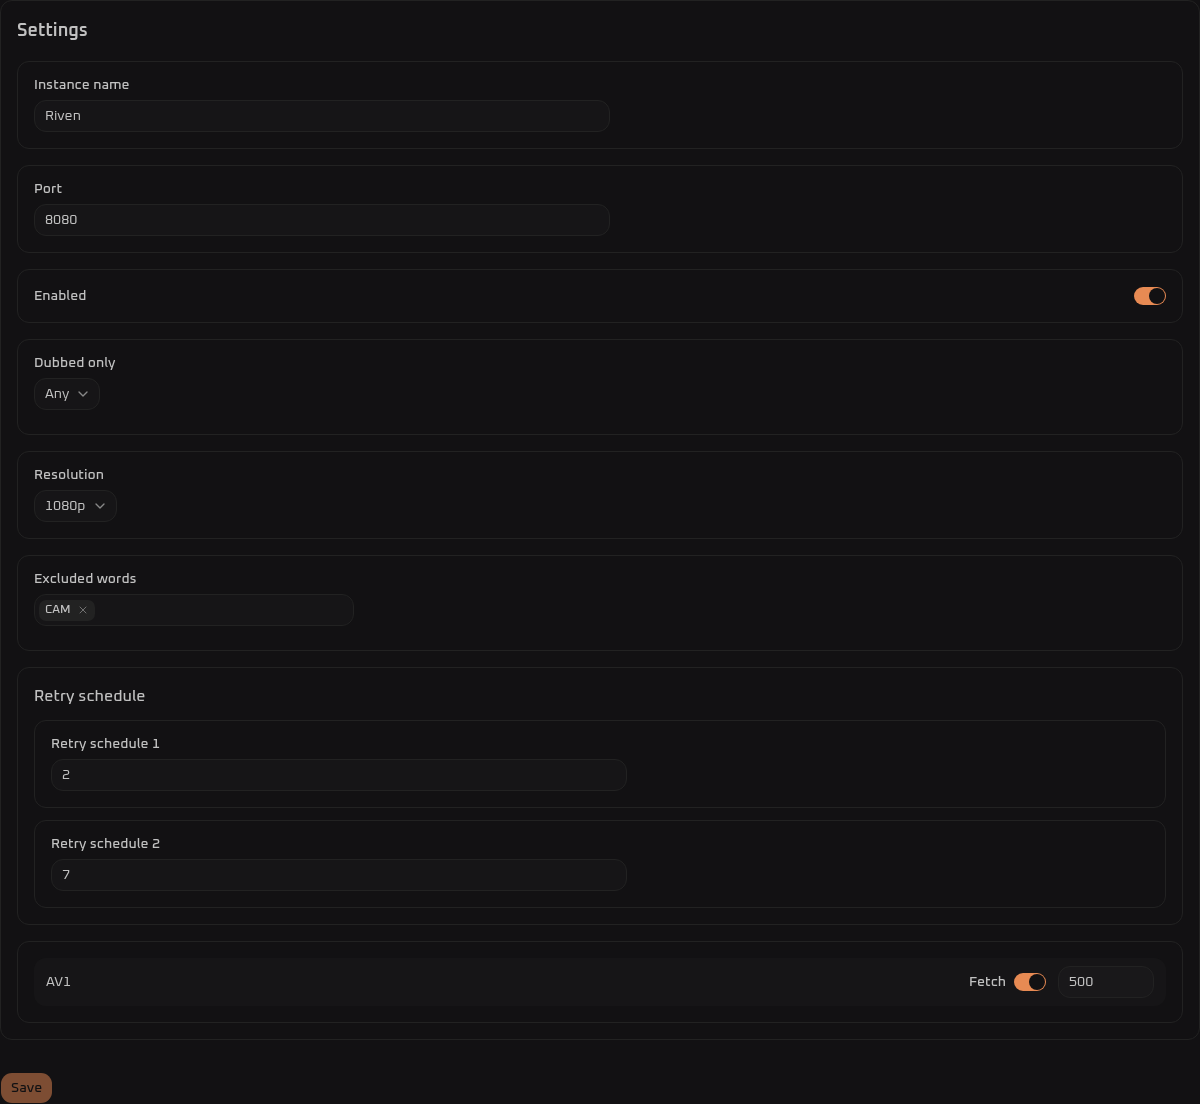 Settings
Instance name
Riven
Port
8080
Enabled
Dubbed only
Any
Resolution
1080p
Excluded words
CAM
Retry schedule
Retry schedule 1
2
Retry schedule 2
7
AV1 Fetch 500
Save